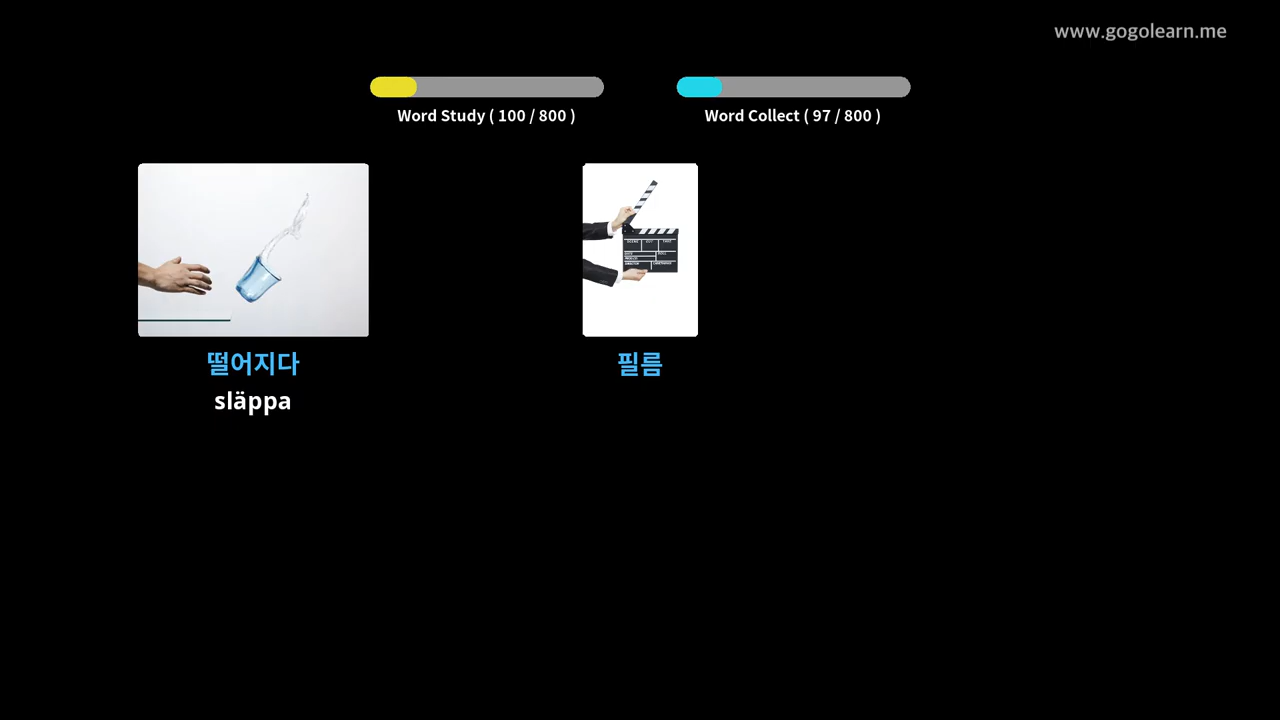 www.gogolearn.me
Word Study ( 100 / 800 )
Word Collect ( 97 / 800 )
떨어지다
släppa
필름